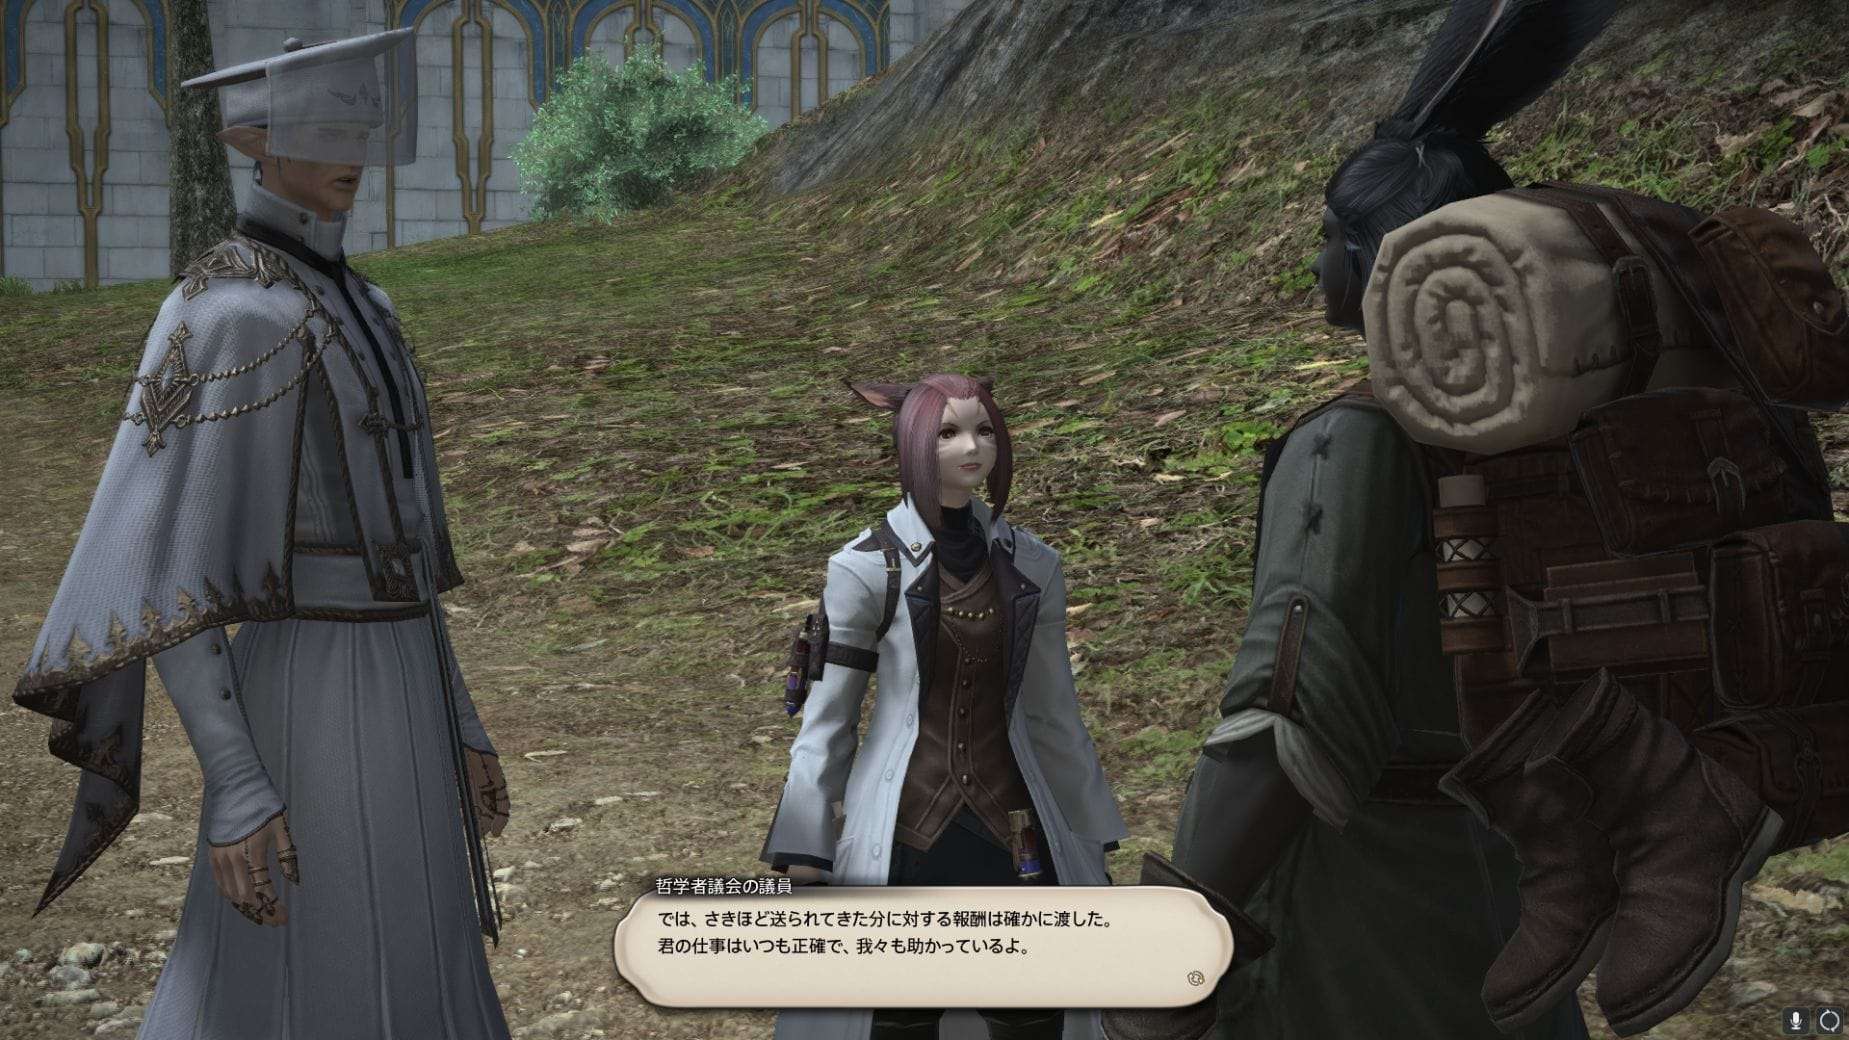 哲学者議会の議員
では、さきほど送られてきた分に対する報酬は確かに渡した。
君の仕事はいつも正確で、我々も助かっているよ。